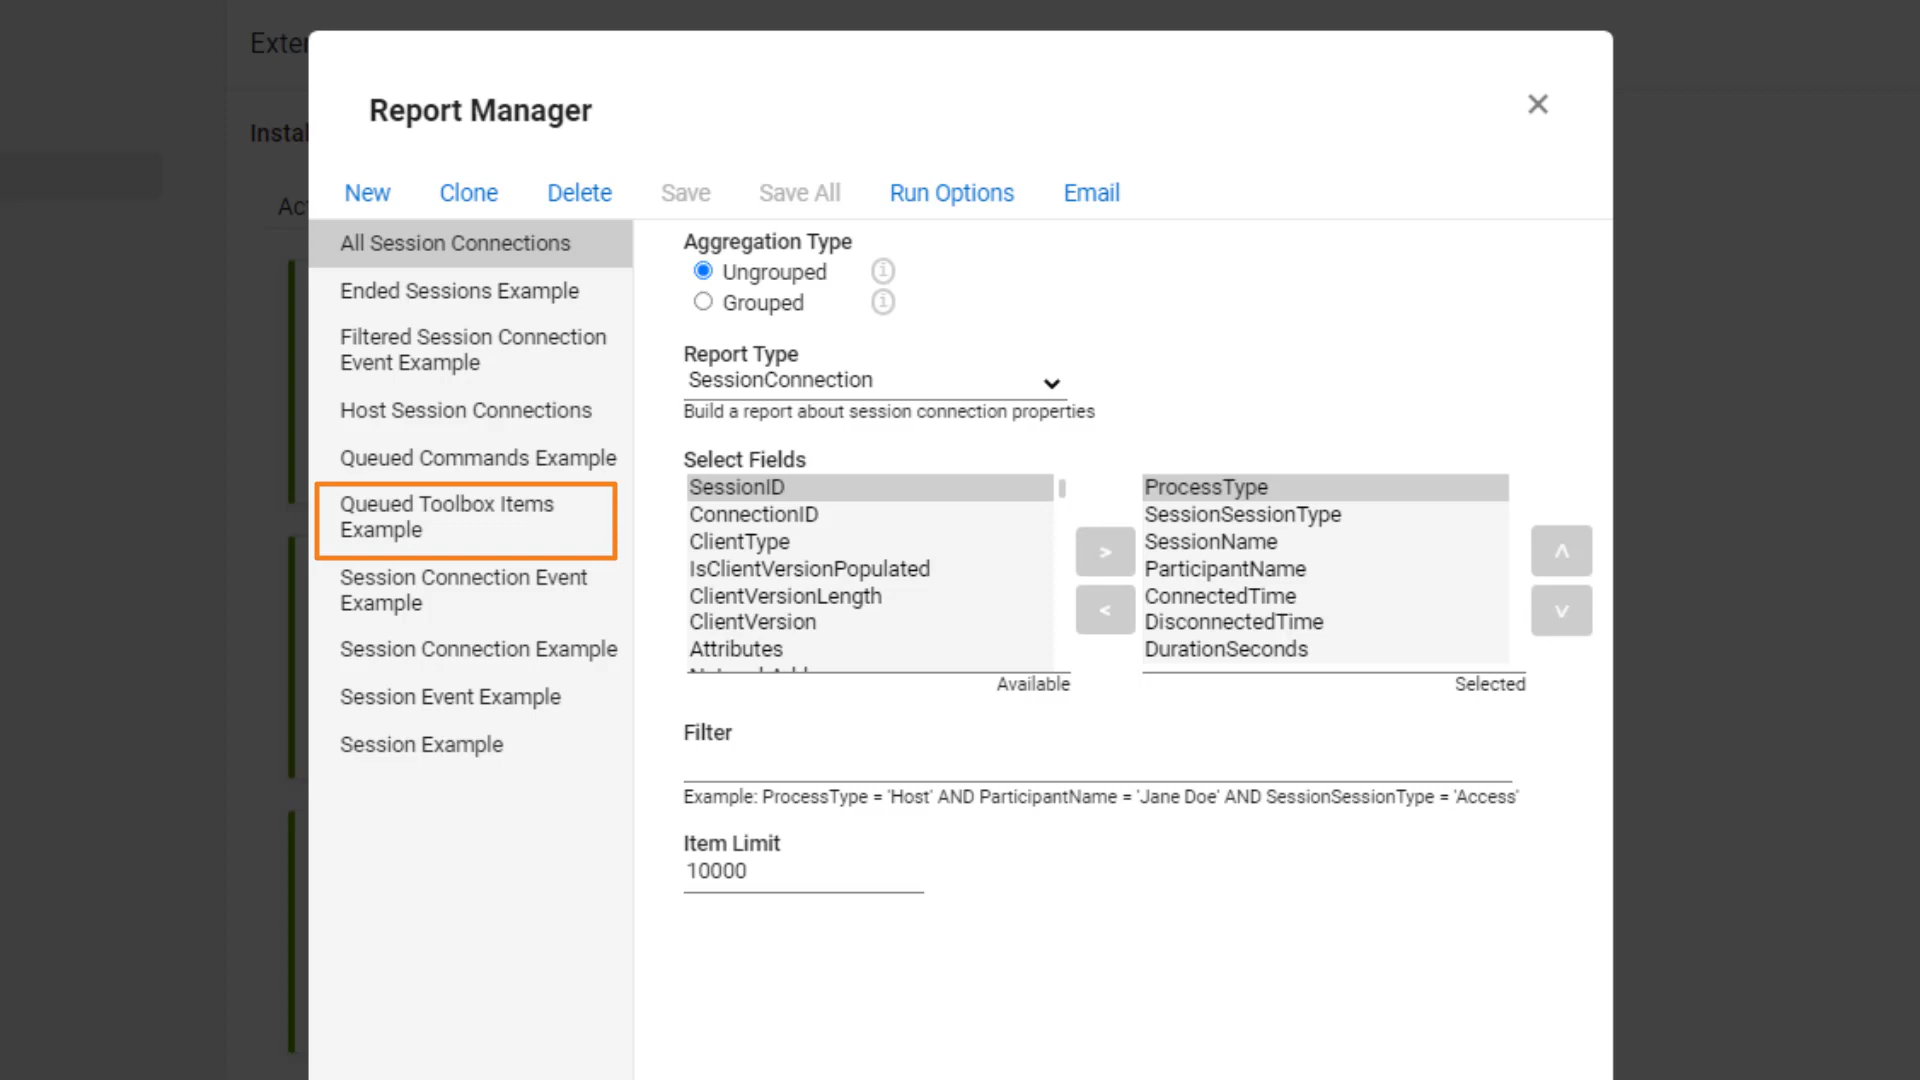 Exter
Report Manager
Instal
New Clone Delete Save Save All Run Options Email
Ac
All Session Connections
Ended Sessions Example
Filtered Session Connection
Event Example
Host Session Connections
Queued Commands Example
Queued Toolbox Items
Example
Session Connection Event
Example
Session Connection Example
Session Event Example
Session Example
Aggregation Type
Ungrouped
Grouped
Report Type
SessionConnection
Build a report about session connection properties
Select Fields
SessionID
ConnectionID
ClientType
IsClientVersionPopulated
ClientVersionLength
ClientVersion
Attributes
Available
>
<
ProcessType
SessionSessionType
SessionName
ParticipantName
ConnectedTime
DisconnectedTime
DurationSeconds
Selected
Filter
Example: ProcessType = 'Host' AND ParticipantName = 'Jane Doe' AND SessionSessionType = 'Access'
Item Limit
10000